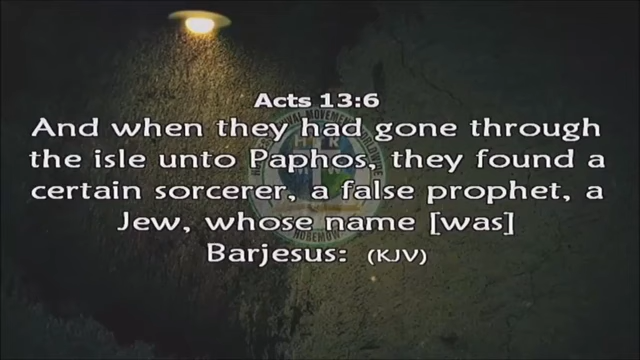 Acts 13:6
And when they had gone through
the isle unto Paphos, they found a
certain sorcerer, a false prophet, a
Jew, whose name [was]
Barjesus: (KJV)